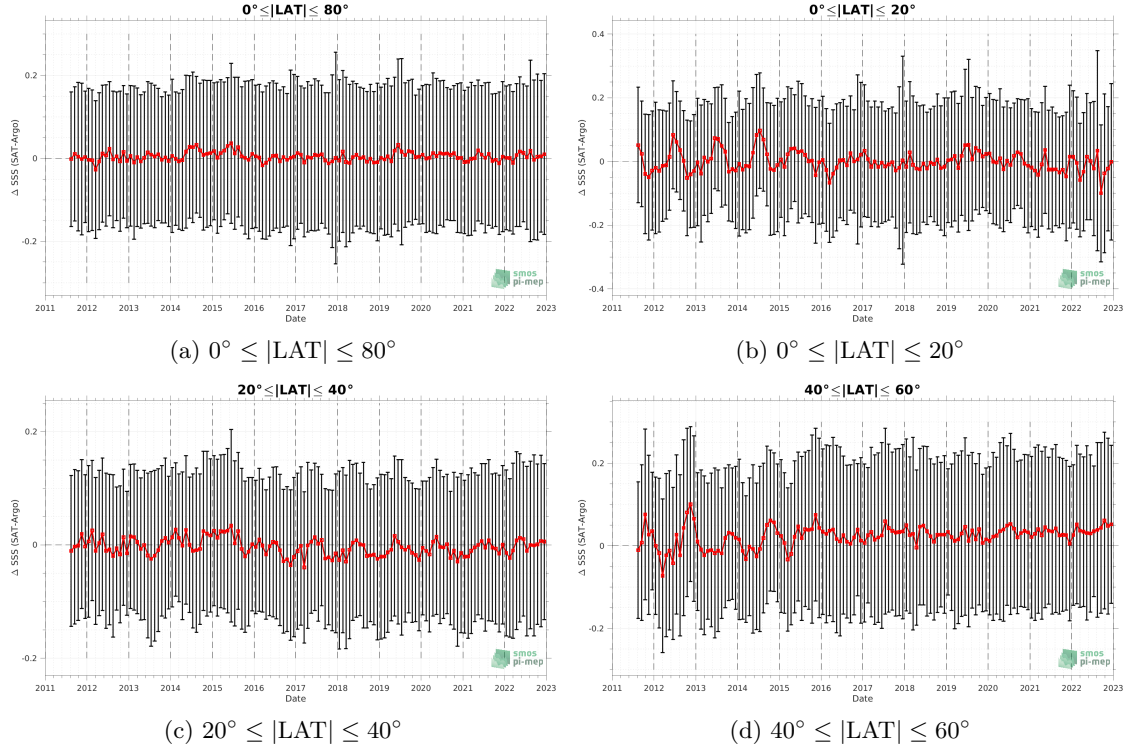 0°≤|LAT|≤ 80°
Δ SSS (SAT-Argo)
0.2
0
-0.2
2011 2012 2013 2014 2015 2016 2017 2018 2019 2020 2021 2022 2023
Date
smos
pi-mep
(a) 0° ≤ |LAT| ≤ 80°
0°≤|LAT|≤ 20°
Δ SSS (SAT-Argo)
0.4
0.2
0
-0.2
-0.4
2011 2012 2013 2014 2015 2016 2017 2018 2019 2020 2021 2022 2023
Date
smos
pi-mep
(b) 0° ≤ |LAT| ≤ 20°
20°≤|LAT|≤ 40°
Δ SSS (SAT-Argo)
0.2
0
-0.2
2011 2012 2013 2014 2015 2016 2017 2018 2019 2020 2021 2022 2023
Date
smos
pi-mep
(c) 20° ≤ |LAT| ≤ 40°
40°≤|LAT|≤ 60°
Δ SSS (SAT-Argo)
0.2
0
-0.2
2011 2012 2013 2014 2015 2016 2017 2018 2019 2020 2021 2022 2023
Date
smos
pi-mep
(d) 40° ≤ |LAT| ≤ 60°